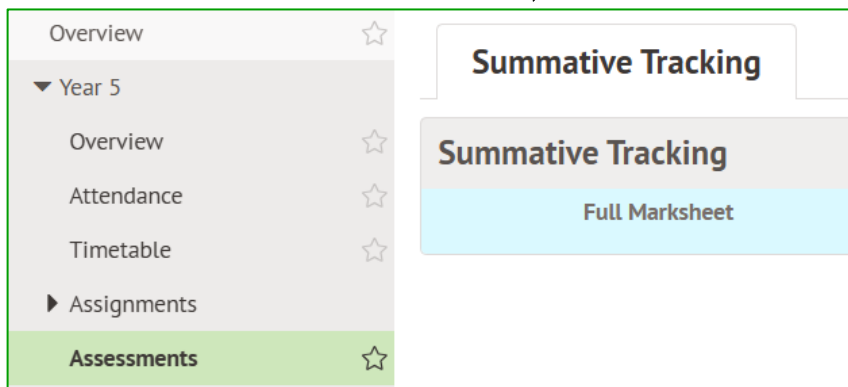 Overview
Year 5
Overview
Attendance
Timetable
Assignments
Assessments
Summative Tracking
Summative Tracking
Full Marksheet